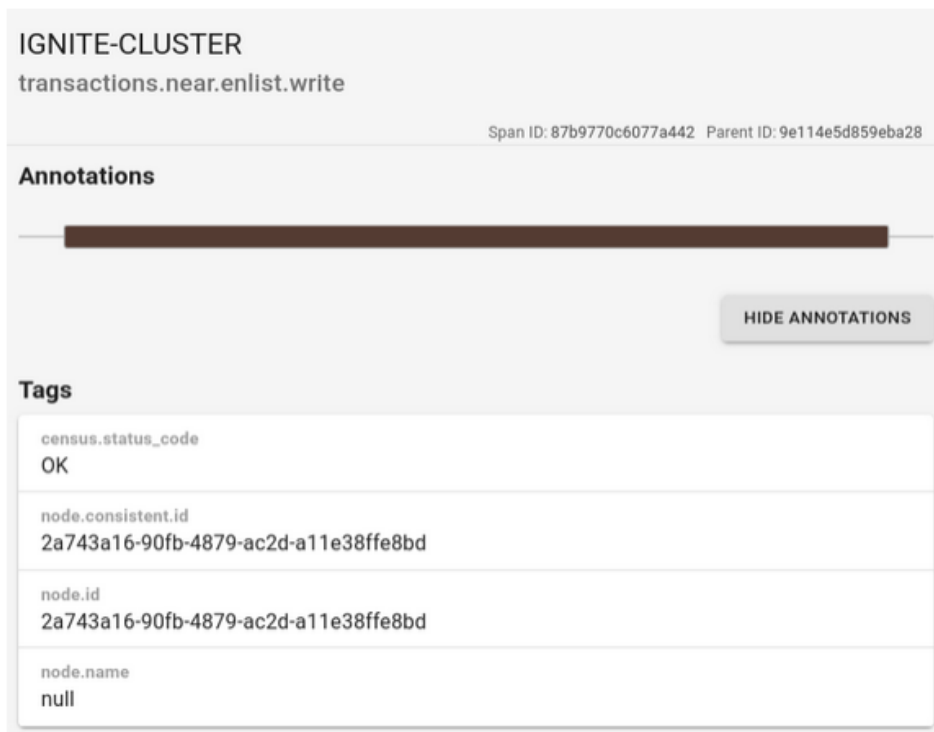 IGNITE-CLUSTER
transactions.near.enlist.write
Span ID: 87b9770c6077a442 Parent ID: 9e114e5d859eba28
Annotations
HIDE ANNOTATIONS
Tags
census.status_code
OK
node.consistent.id
2a743a16-90fb-4879-ac2d-a11e38ffe8bd
node.id
2a743a16-90fb-4879-ac2d-a11e38ffe8bd
node.name
null